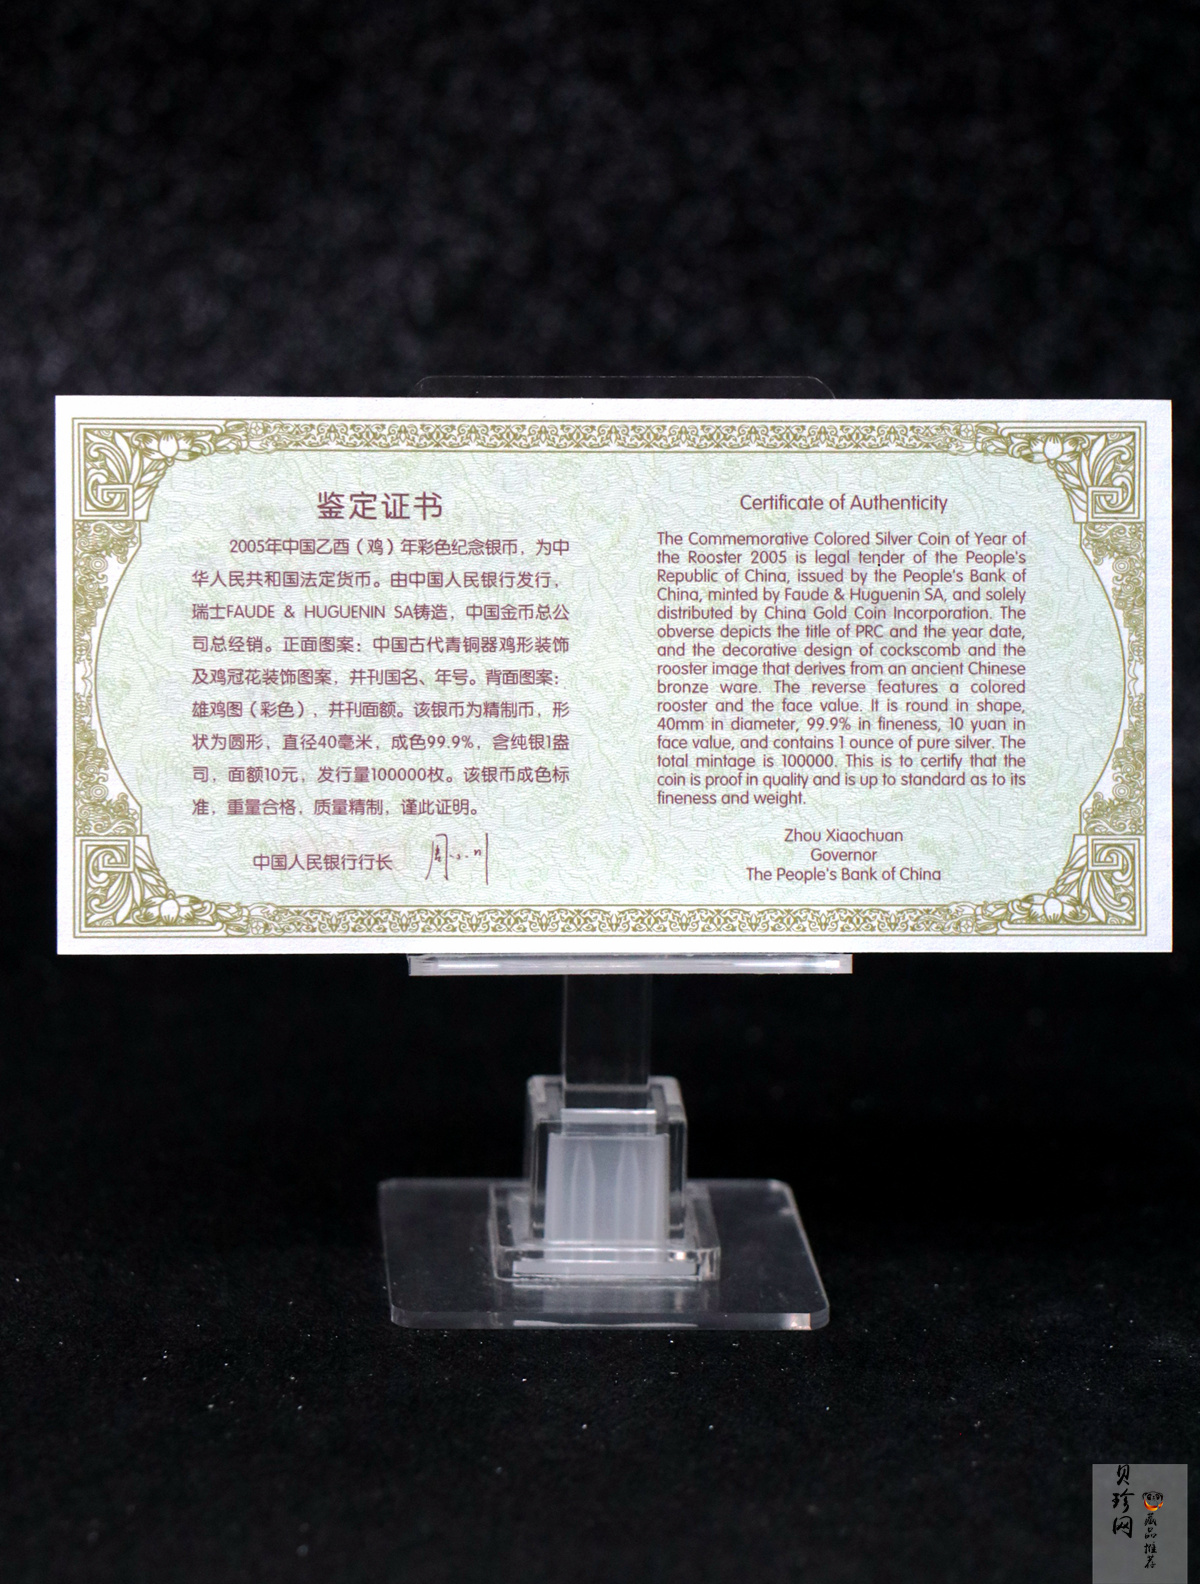 鉴定证书
2005年中国乙酉（鸡）年彩色纪念银币，为中
华人民共和国法定货币。由中国人民银行发行，
瑞士FAUDE & HUGUENIN SA铸造，中国金币总公
司总经销。正面图案：中国古代青铜器鸡形装饰
及鸡冠花装饰图案，并刊国名、年号。背面图案：
雄鸡图（彩色），并刊面额。该银币为精制币，形
状为圆形，直径40毫米，成色99.9%，含纯银1盎
司，面额10元，发行量100000枚。该银币成色标
准，重量合格，质量精制，谨此证明。
中国人民银行行长
Certificate of Authenticity
The Commemorative Colored Silver Coin of Year of
the Rooster 2005 is legal tender of the People's
Republic of China, issued by the People's Bank of
China, minted by Faude & Huguenin SA, and solely
distributed by China Gold Coin Incorporation. The
obverse depicts the title of PRC and the year date,
and the decorative design of cockscomb and the
rooster image that derives from an ancient Chinese
bronze ware. The reverse features a colored
rooster and the face value. It is round in shape,
40mm in diameter, 99.9% in fineness, 10 yuan in
face value, and contains 1 ounce of pure silver. The
total mintage is 100000. This is to certify that the
coin is proof in quality and is up to standard as to its
fineness and weight.
Zhou Xiaochuan
Governor
The People's Bank of China
贝珍网
藏品推荐